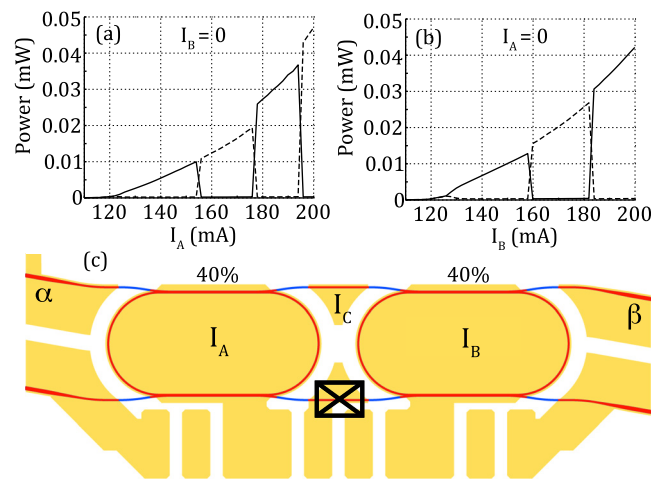 (a)
I_B = 0
Power (mW)
0.05
0.04
0.03
0.02
0.01
0
120
140
160
180
200
I_A (mA)
(b)
I_A = 0
Power (mW)
0.05
0.04
0.03
0.02
0.01
0
120
140
160
180
200
I_B (mA)
(c)
40%
40%
α
I_C
β
I_A
I_B